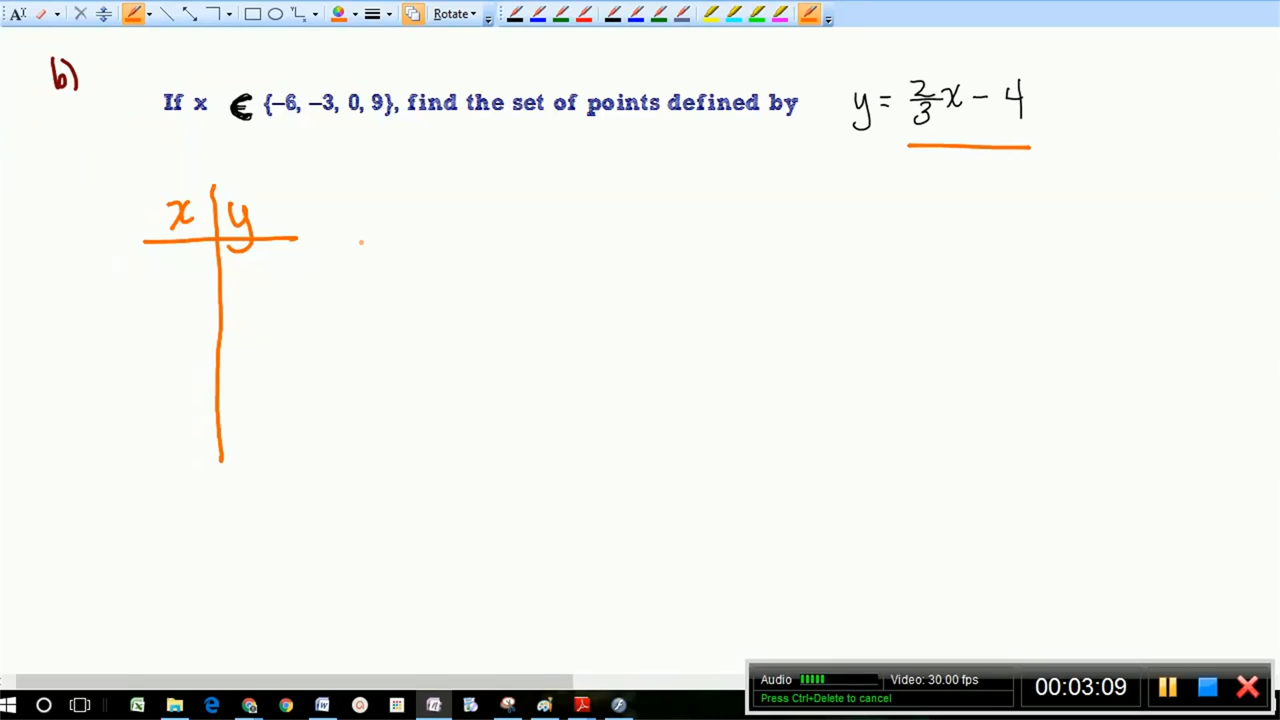 A Rotate
b)
If x ∈ {–6, –3, 0, 9}, find the set of points defined by y = 2/3 x - 4
x y
Audio Video: 30.00 fps
Press Ctrl+Delete to cancel
00:03:09